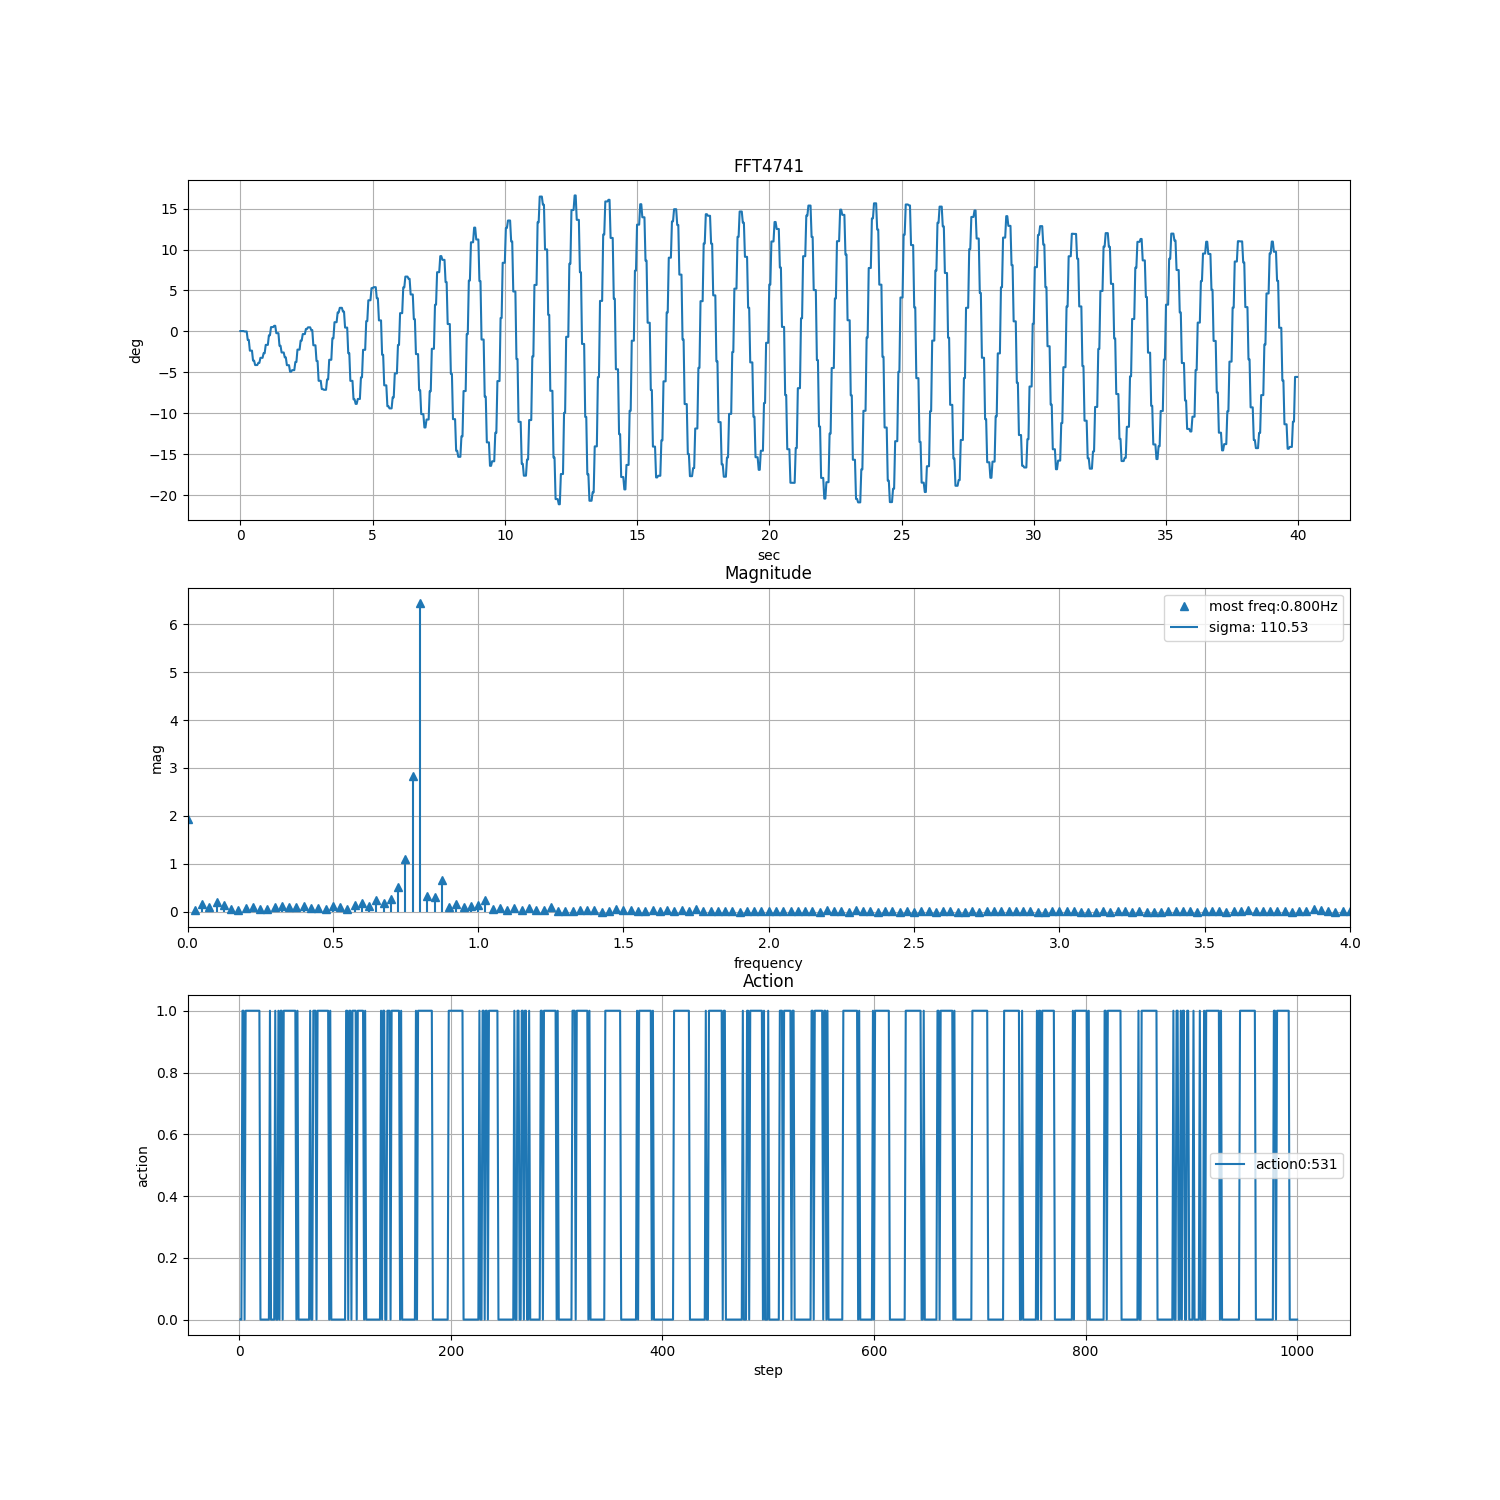 FFT4741
deg
15
10
5
0
−5
−10
−15
−20
0 5 10 15 20 25 30 35 40
sec
Magnitude
most freq:0.800Hz
sigma: 110.53
mag
6
5
4
3
2
1
0
0.0 0.5 1.0 1.5 2.0 2.5 3.0 3.5 4.0
frequency
Action
action
1.0
0.8
0.6
0.4
0.2
0.0
action0:531
0 200 400 600 800 1000
step